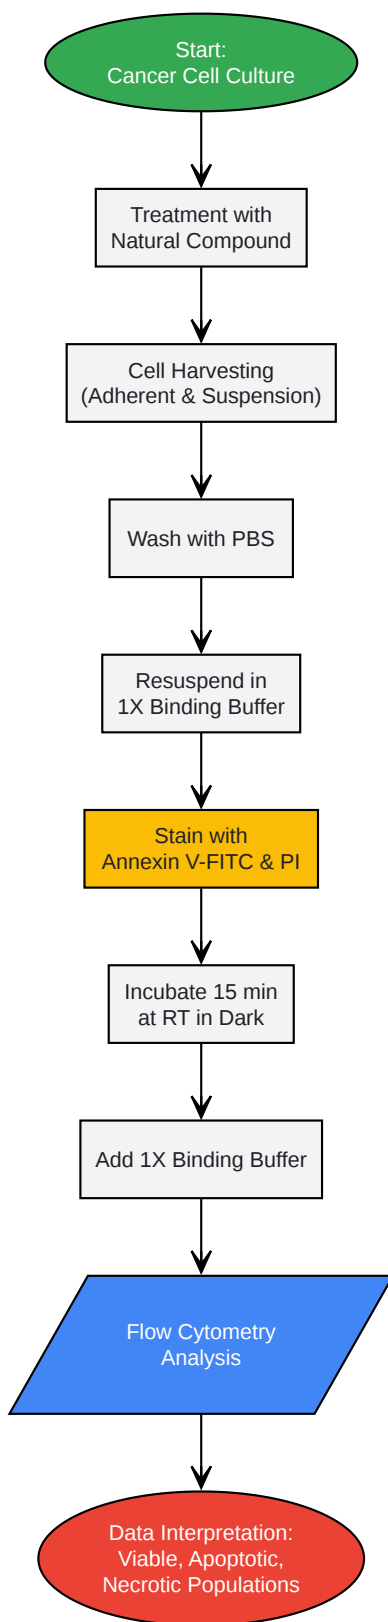 Start:
Cancer Cell Culture
Treatment with
Natural Compound
Cell Harvesting
(Adherent & Suspension)
Wash with PBS
Resuspend in
1X Binding Buffer
Stain with
Annexin V-FITC & PI
Incubate 15 min
at RT in Dark
Add 1X Binding Buffer
Flow Cytometry
Analysis
Data Interpretation:
Viable, Apoptotic,
Necrotic Populations